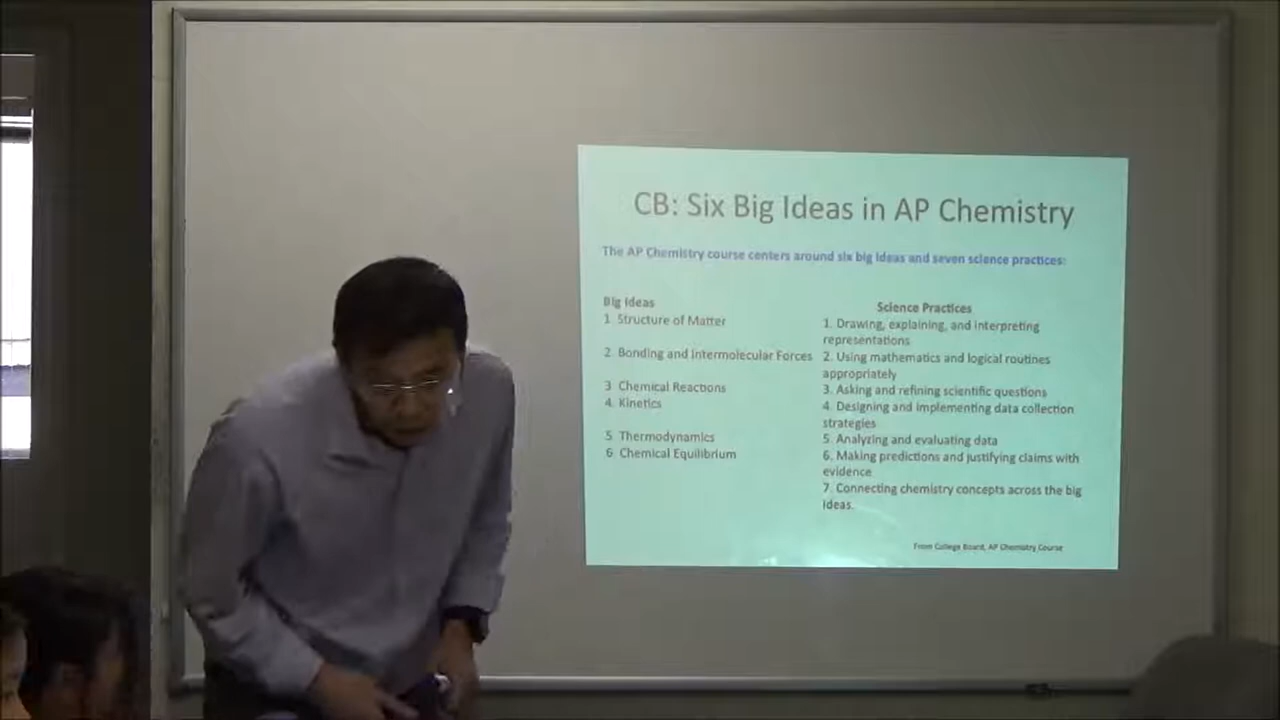 CB: Six Big Ideas in AP Chemistry
The AP Chemistry course centers around six big ideas and seven science practices:
Big Ideas
1. Structure of Matter
2. Bonding and Intermolecular Forces
3. Chemical Reactions
4. Kinetics
5. Thermodynamics
6. Chemical Equilibrium
Science Practices
1. Drawing, explaining, and interpreting
representations
2. Using mathematics and logical routines
appropriately
3. Asking and refining scientific questions
4. Designing and implementing data collection
strategies
5. Analyzing and evaluating data
6. Making predictions and justifying claims with
evidence
7. Connecting chemistry concepts across the big
ideas.
From College Board, AP Chemistry Course